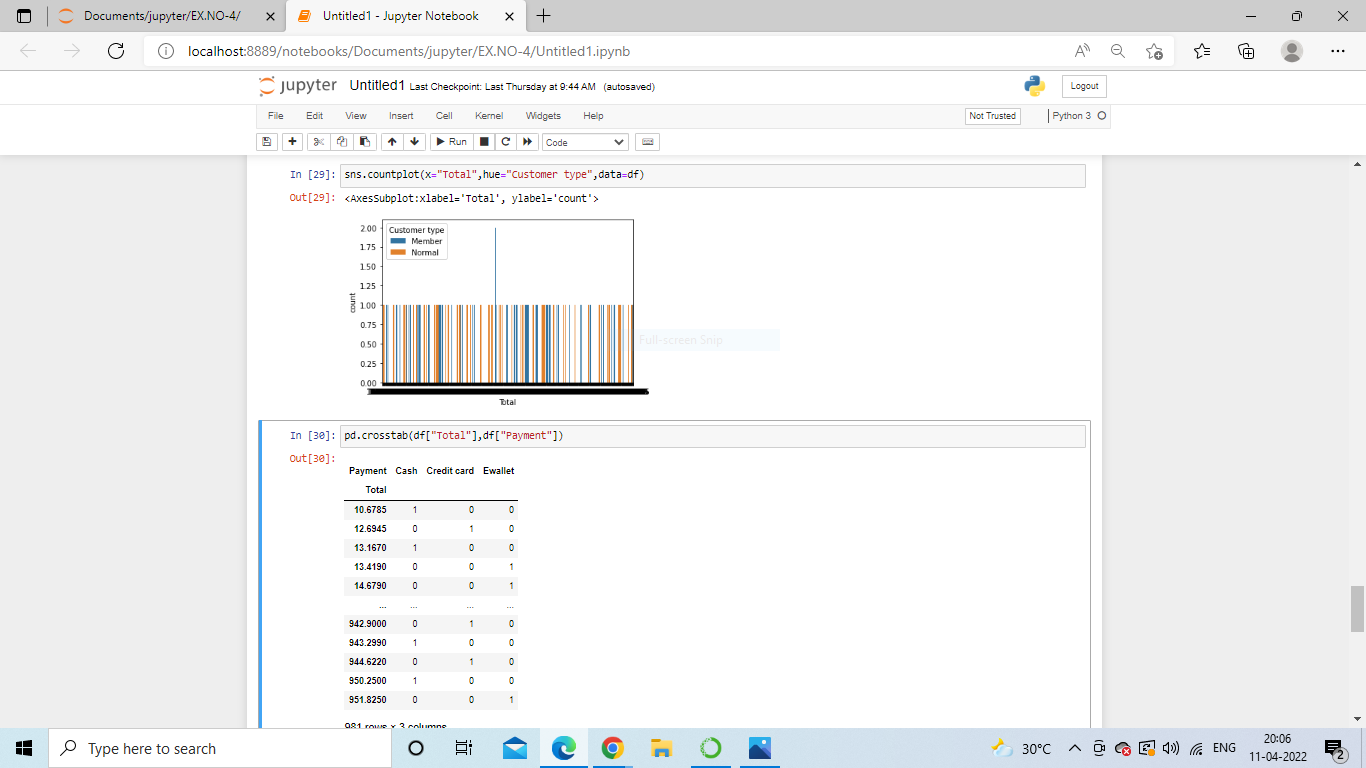 Documents/jupyter/EX.NO-4/
Untitled1 - Jupyter Notebook
localhost:8889/notebooks/Documents/jupyter/EX.NO-4/Untitled1.ipynb
jupyter Untitled1 Last Checkpoint: Last Thursday at 9:44 AM (autosaved)
Logout
File Edit View Insert Cell Kernel Widgets Help
Not Trusted Python 3
Run Code
In [29]: sns.countplot(x="Total",hue="Customer type",data=df)
Out[29]: <AxesSubplot:xlabel='Total', ylabel='count'>
Customer type
Member
Normal
2.00
1.75
1.50
1.25
1.00
0.75
0.50
0.25
0.00
count
Total
Full-screen Snip
In [30]: pd.crosstab(df["Total"],df["Payment"])
Out[30]:
Payment Cash Credit card Ewallet
Total
10.6785 1 0 0
12.6945 0 1 0
13.1670 1 0 0
13.4190 0 0 1
14.6790 0 0 1
... ... ... ...
942.9000 0 1 0
943.2990 1 0 0
944.6220 0 1 0
950.2500 1 0 0
951.8250 0 0 1
981 rows × 3 columns
Type here to search
30°C
ENG
20:06
11-04-2022
2